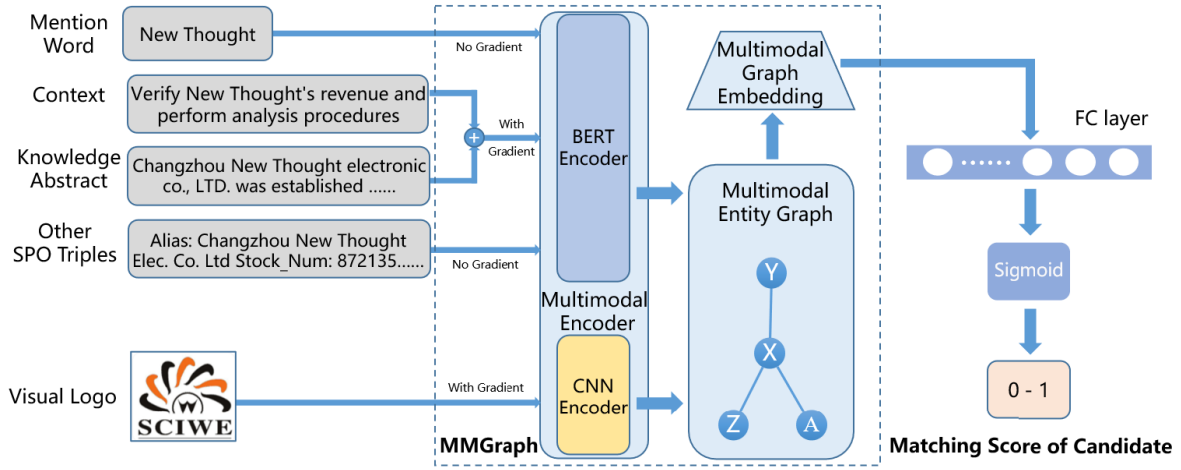 Mention
Word
New Thought
No Gradient
Context
Verify New Thought's revenue and
perform analysis procedures
+
With
Gradient
Knowledge
Abstract
Changzhou New Thought electronic
co., LTD. was established ......
Other
SPO Triples
Alias: Changzhou New Thought
Elec. Co. Ltd Stock_Num: 872135......
No Gradient
Visual Logo
W
SCIWE
With Gradient
BERT
Encoder
Multimodal
Encoder
CNN
Encoder
MMGraph
Multimodal
Graph
Embedding
Multimodal
Entity Graph
Y
X
Z
A
FC layer
......
Sigmoid
0 - 1
Matching Score of Candidate